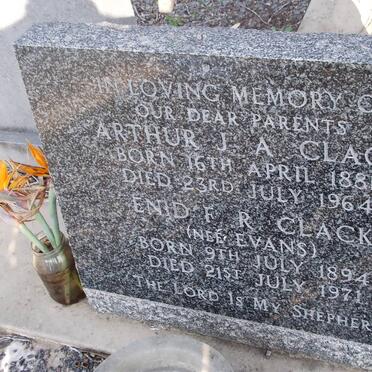 IN LOVING MEMORY O
OUR DEAR PARENTS
ARTHUR J. A. CLAC
BORN 16TH APRIL 188
DIED 23RD JULY 1964
ENID F. R. CLACK
(NEÉ EVANS)
BORN 9TH JULY 1894
DIED 21ST JULY 1971
THE LORD IS MY SHEPHER